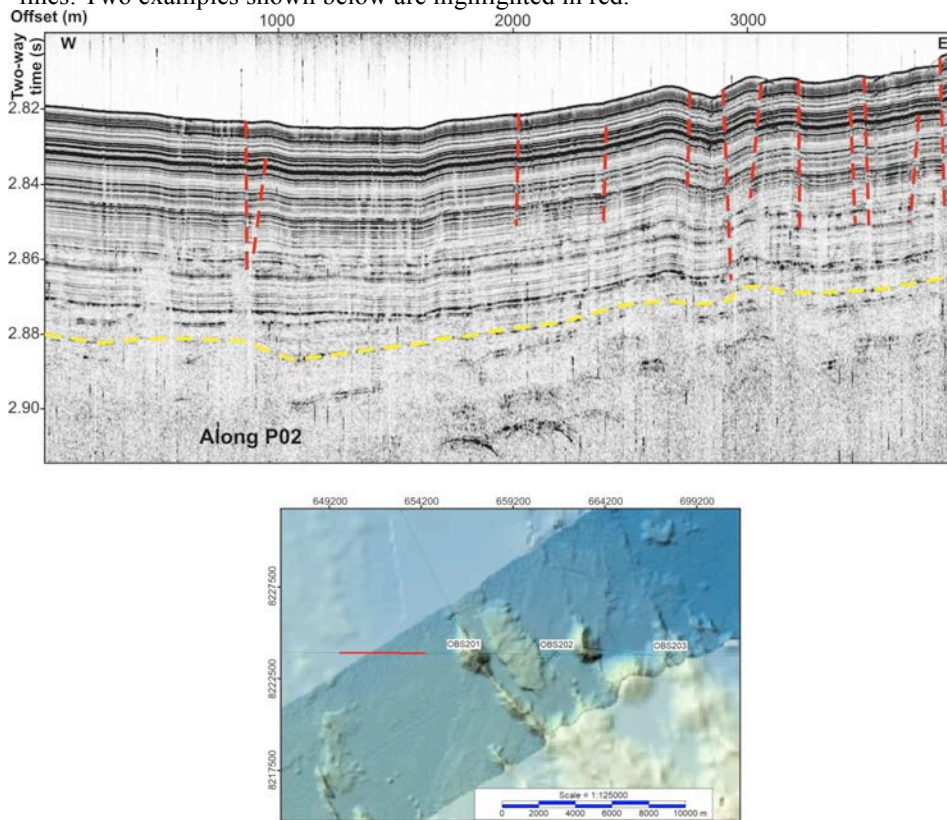 lines. Two examples shown below are highlighted in red.
Offset (m) 1000 2000 3000
W E
Two-way
time (s)
2.82
2.84
2.86
2.88
2.90
Along P02
649200 654200 659200 664200 699200
8227500
8222500
8217500
OBS201 OBS202 OBS203
Scale = 1:125000
0 2000 4000 6000 8000 10000 m